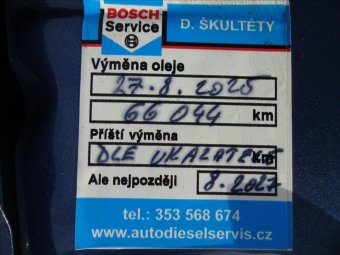 BOSCH
Service
D. ŠKULTÉTY
Výměna oleje
27.8.2025
66 044 km
Příští výměna
DLE UKAZATELE km
Ale nejpozději 8.2027
tel.: 353 568 674
www.autodieselservis.cz